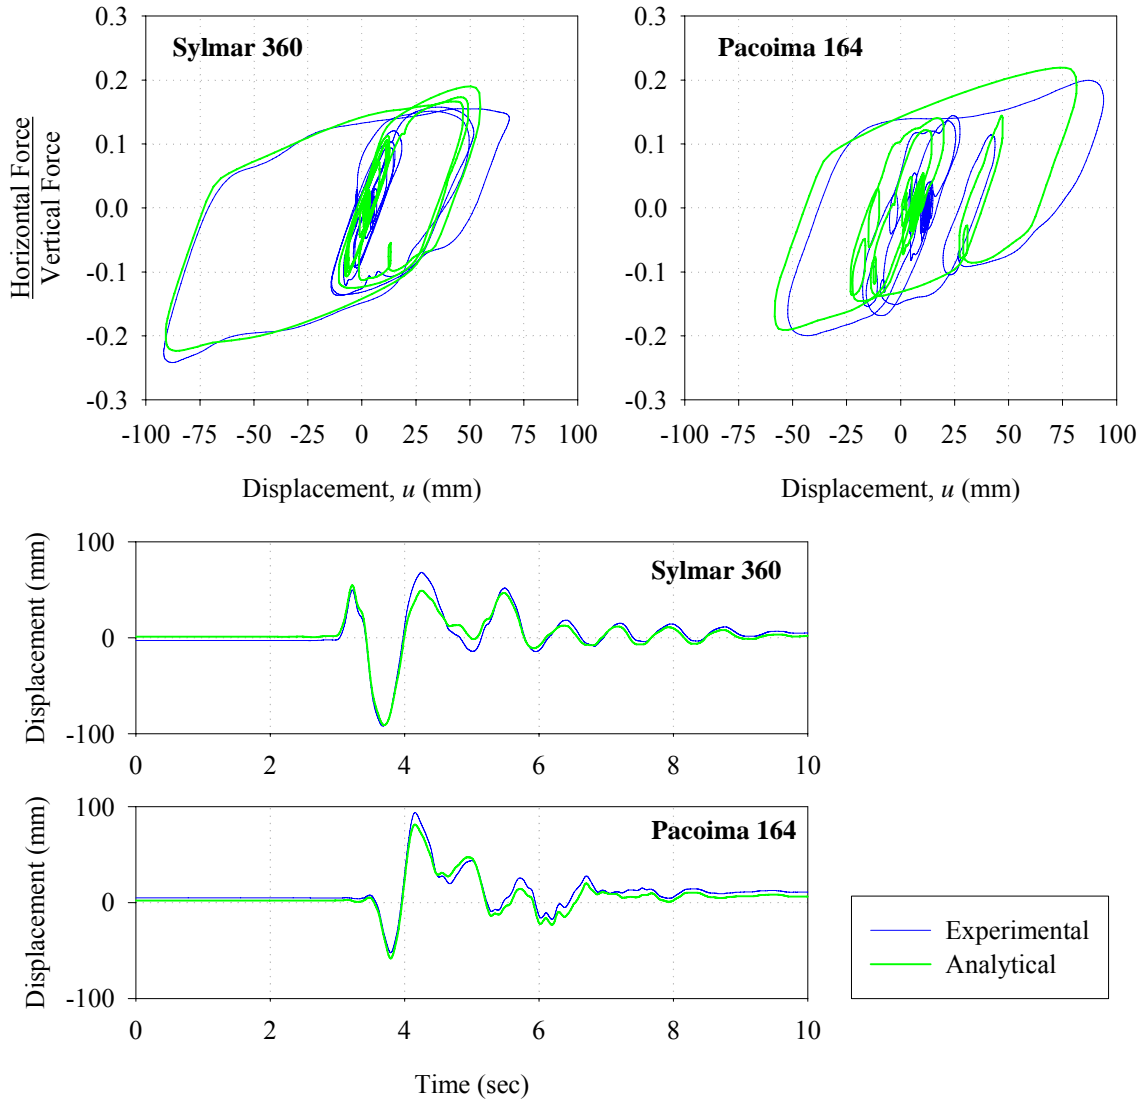 0.3
0.2
0.1
0.0
-0.1
-0.2
-0.3
Horizontal Force
Vertical Force
Sylmar 360
-100 -75 -50 -25 0 25 50 75 100
Displacement, u (mm)
0.3
0.2
0.1
0.0
-0.1
-0.2
-0.3
Pacoima 164
-100 -75 -50 -25 0 25 50 75 100
Displacement, u (mm)
Displacement (mm)
100
0
-100
Sylmar 360
0 2 4 6 8 10
Displacement (mm)
100
0
-100
Pacoima 164
0 2 4 6 8 10
Time (sec)
Experimental
Analytical